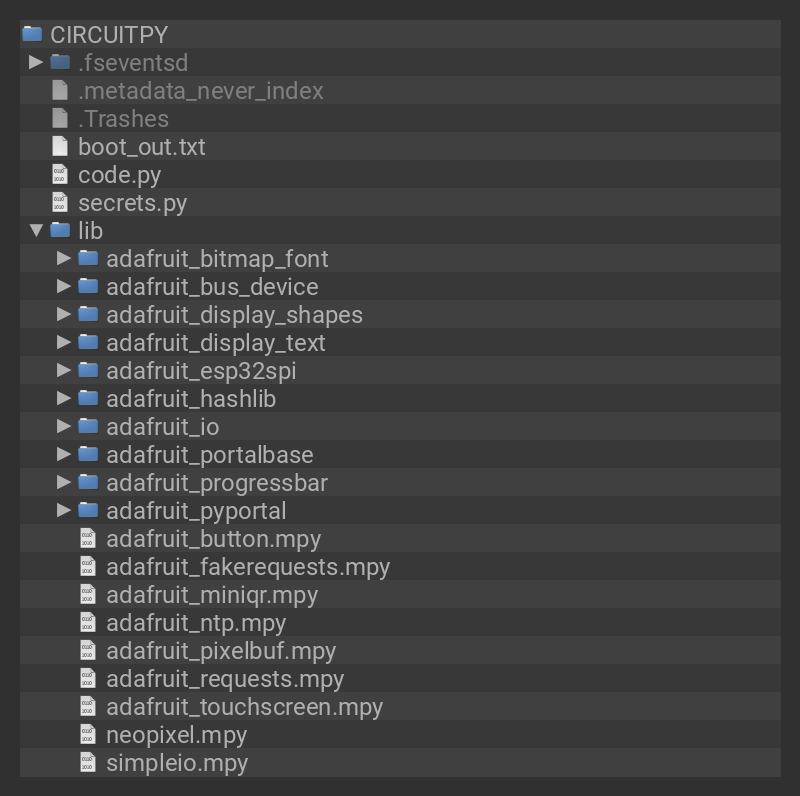 CIRCUITPY
.fseventsd
.metadata_never_index
.Trashes
boot_out.txt
code.py
secrets.py
lib
adafruit_bitmap_font
adafruit_bus_device
adafruit_display_shapes
adafruit_display_text
adafruit_esp32spi
adafruit_hashlib
adafruit_io
adafruit_portalbase
adafruit_progressbar
adafruit_pyportal
adafruit_button.mpy
adafruit_fakerequests.mpy
adafruit_miniqr.mpy
adafruit_ntp.mpy
adafruit_pixelbuf.mpy
adafruit_requests.mpy
adafruit_touchscreen.mpy
neopixel.mpy
simpleio.mpy